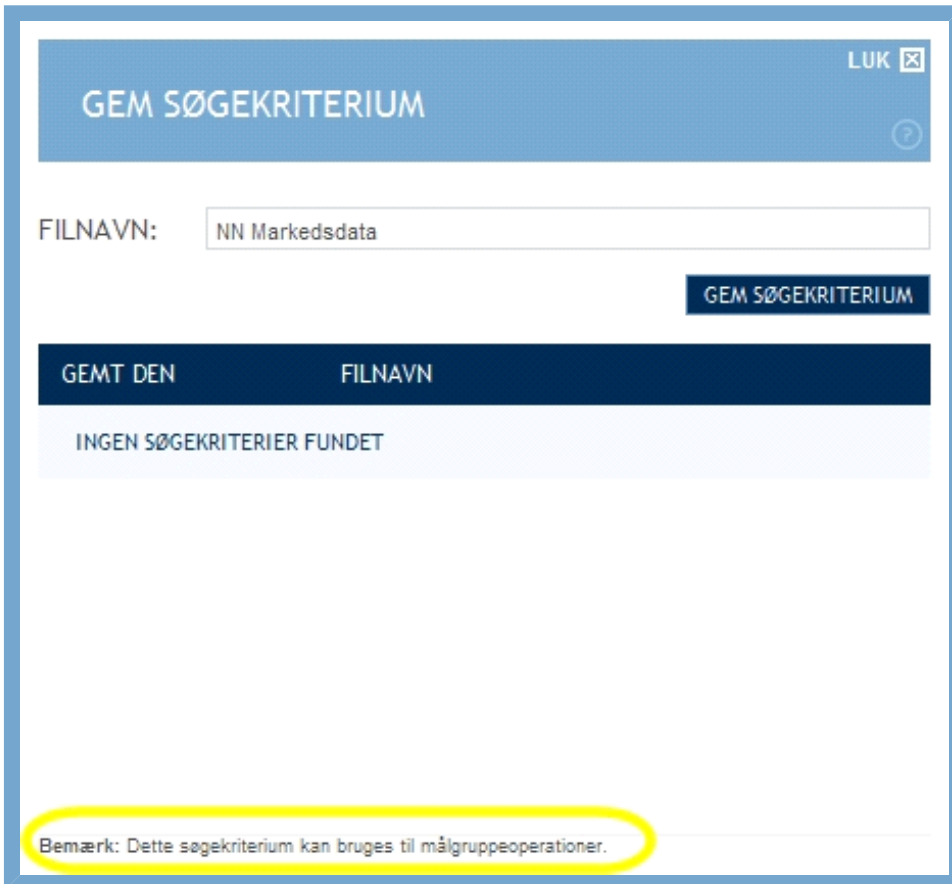 LUK
GEM SØGEKRITERIUM
FILNAVN: NN Markedsdata
GEM SØGEKRITERIUM
GEMT DEN FILNAVN
INGEN SØGEKRITERIER FUNDET
Bemærk: Dette søgekriterium kan bruges til målgruppeoperationer.